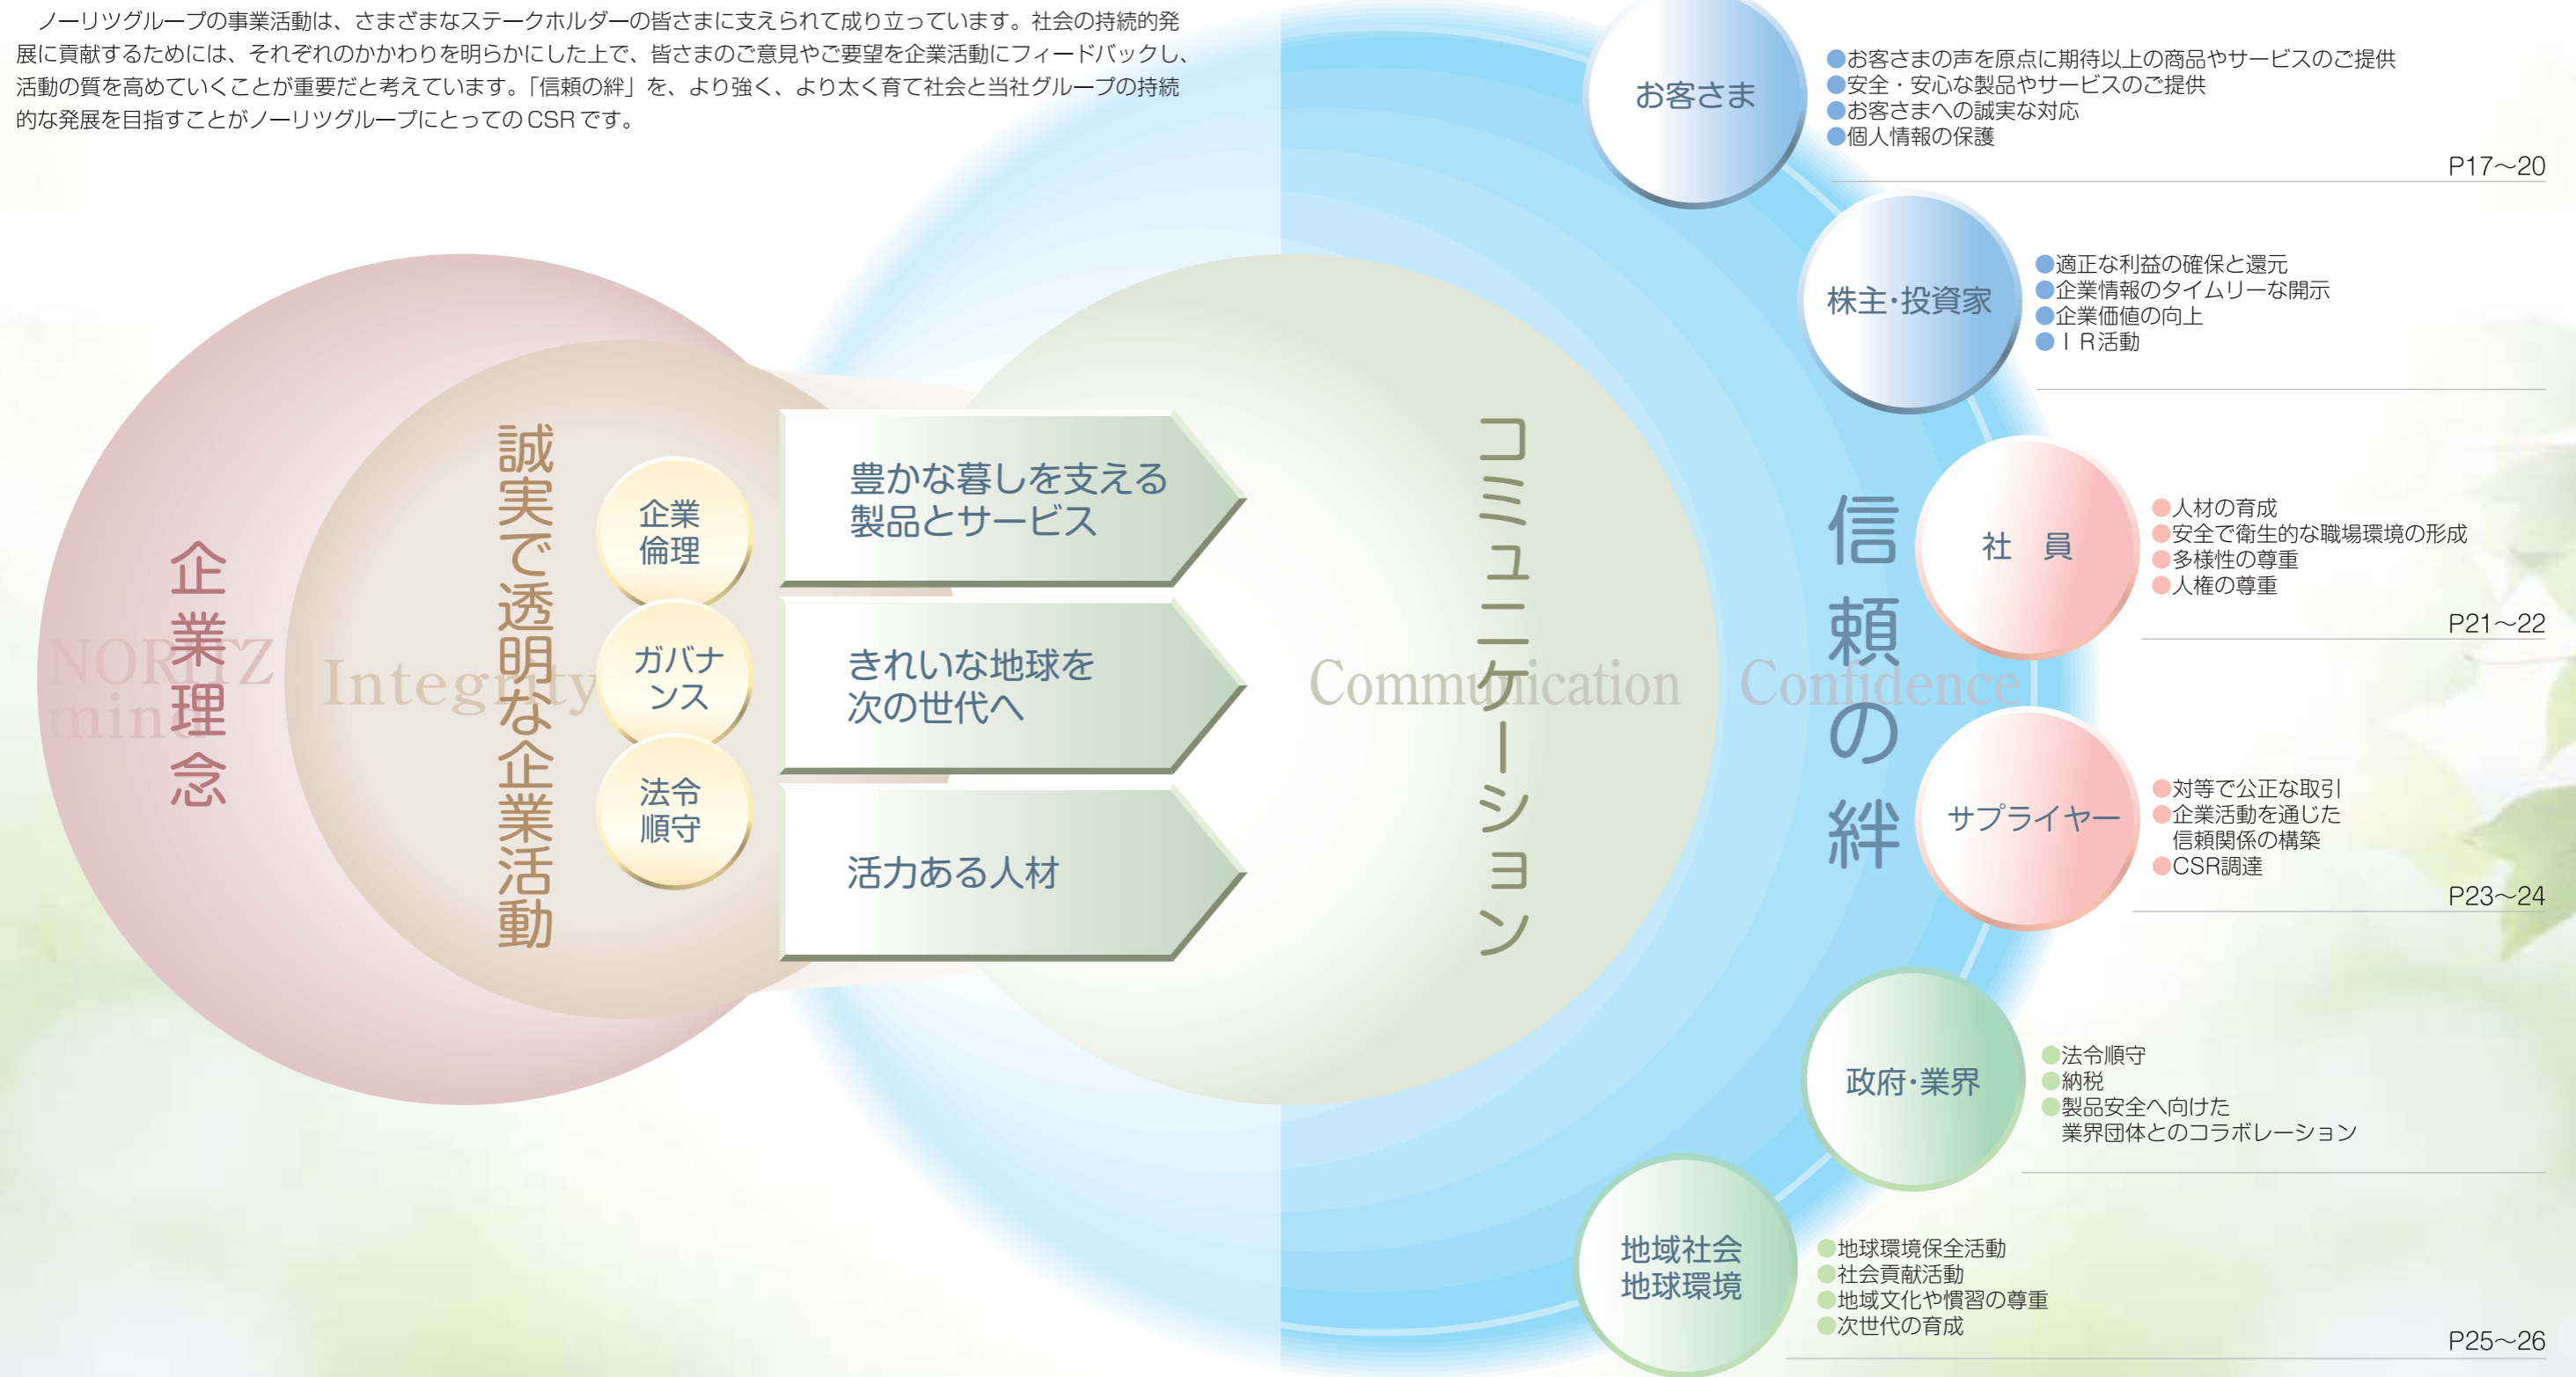 ノーリツグループの事業活動は、さまざまなステークホルダーの皆さまに支えられて成り立っています。社会の持続的発
展に貢献するためには、それぞれのかかわりを明らかにした上で、皆さまのご意見やご要望を企業活動にフィードバックし、
活動の質を高めていくことが重要だと考えています。「信頼の絆」を、より強く、より太く育て社会と当社グループの持続
的な発展を目指すことがノーリツグループにとってのCSRです。
企業理念
NORITZ
mind
誠実で透明な企業活動
Integrity
企業
倫理
ガバナ
ンス
法令
順守
豊かな暮しを支える
製品とサービス
きれいな地球を
次の世代へ
活力ある人材
コミュニケーション
Communication
信頼の絆
Confidence
お客さま
●お客さまの声を原点に期待以上の商品やサービスのご提供
●安全・安心な製品やサービスのご提供
●お客さまへの誠実な対応
●個人情報の保護
P17～20
株主・投資家
●適正な利益の確保と還元
●企業情報のタイムリーな開示
●企業価値の向上
●ＩＲ活動
社　員
●人材の育成
●安全で衛生的な職場環境の形成
●多様性の尊重
●人権の尊重
P21～22
サプライヤー
●対等で公正な取引
●企業活動を通じた
信頼関係の構築
●CSR調達
P23～24
政府・業界
●法令順守
●納税
●製品安全へ向けた
業界団体とのコラボレーション
地域社会
地球環境
●地球環境保全活動
●社会貢献活動
●地域文化や慣習の尊重
●次世代の育成
P25～26